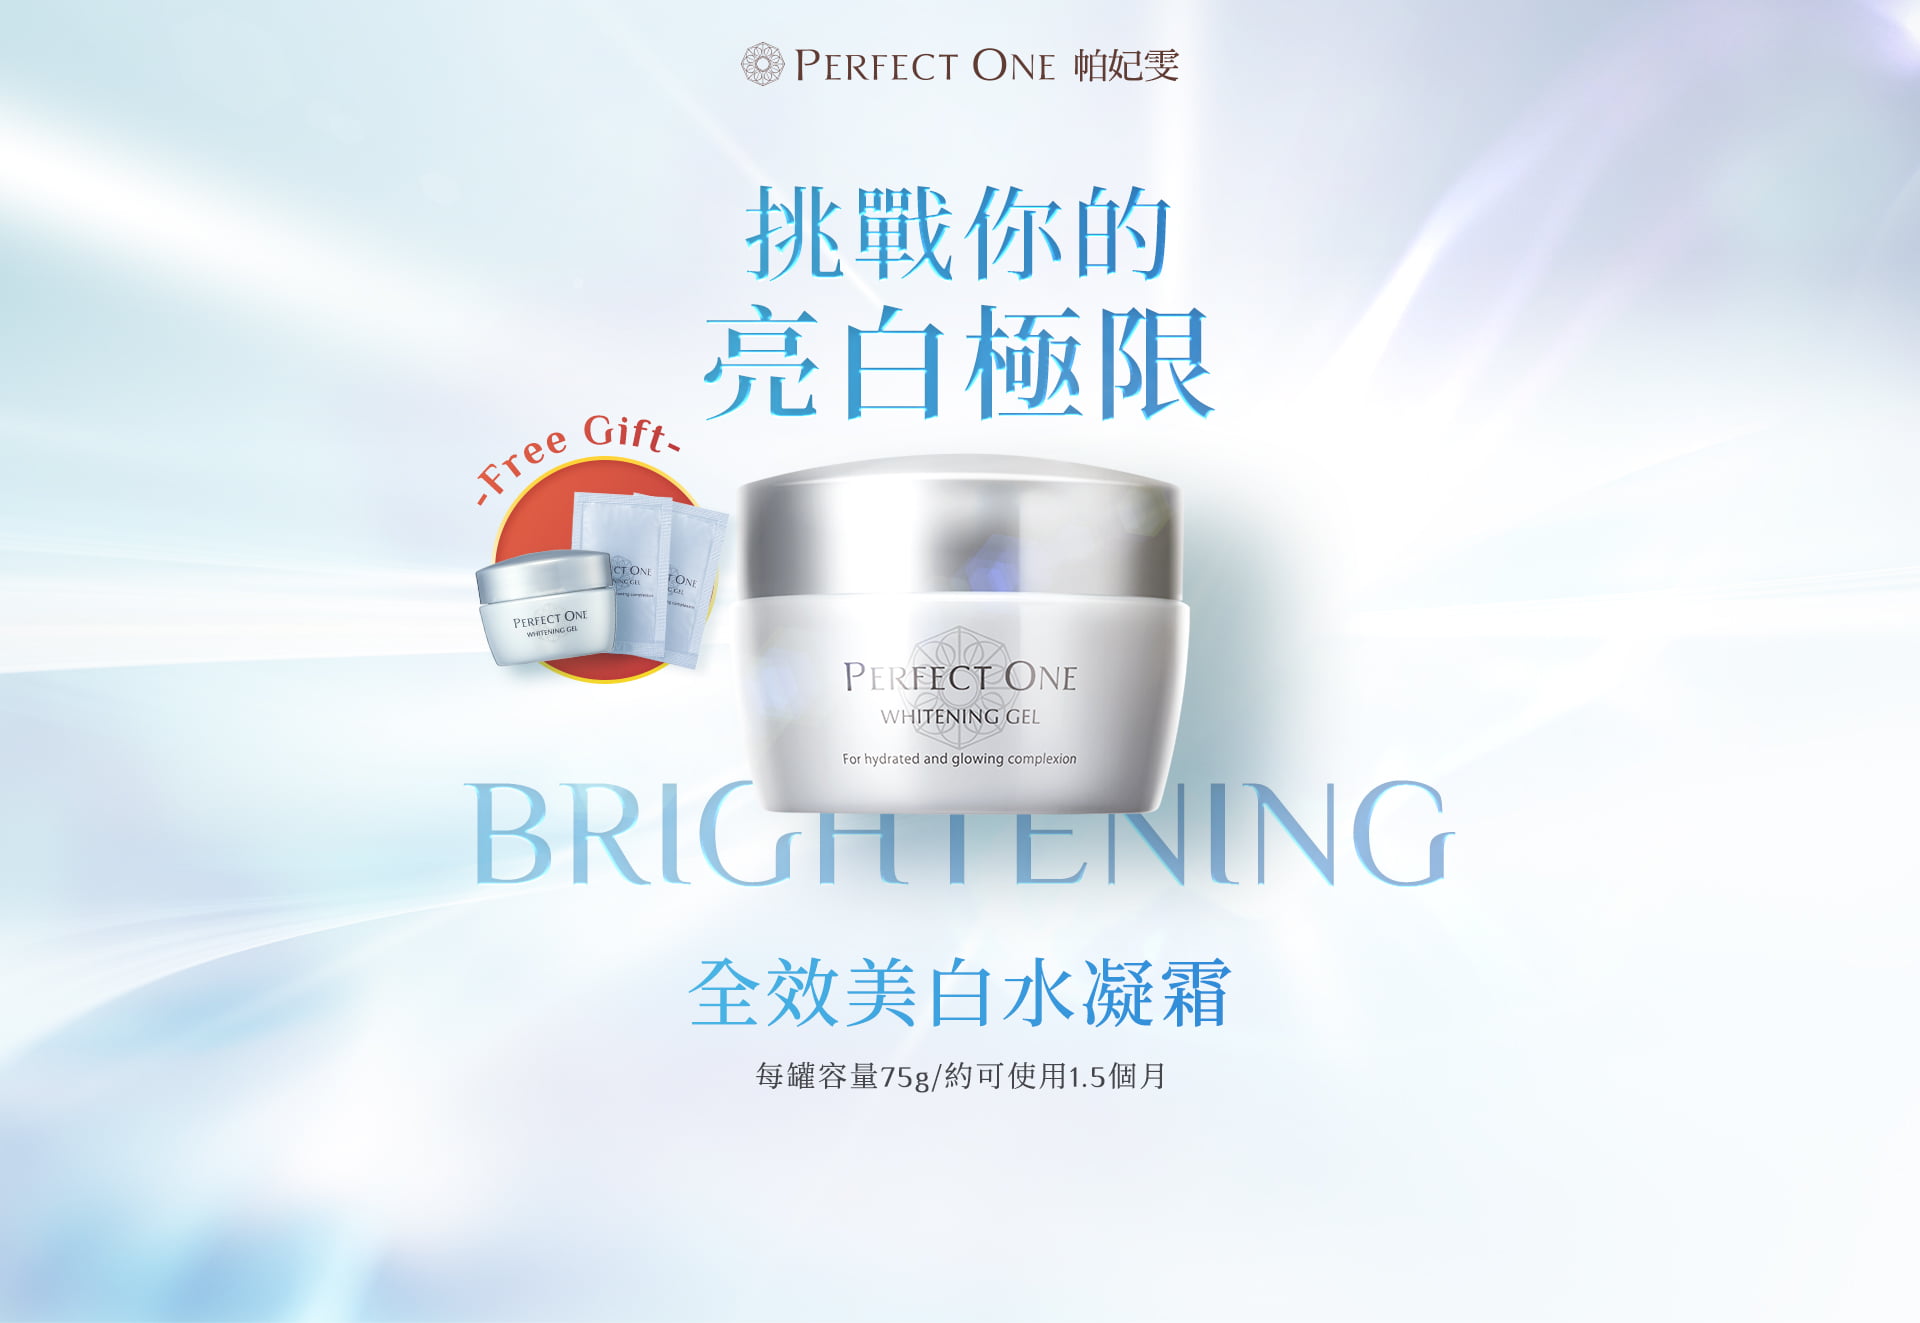 PERFECT ONE 帕妃雯
挑戰你的
亮白極限
-Free Gift-
PERFECT ONE
WHITENING GEL
PERFECT ONE
WHITENING GEL
For hydrated and glowing complexion
BRIGHTENING
全效美白水凝霜
每罐容量75g/約可使用1.5個月